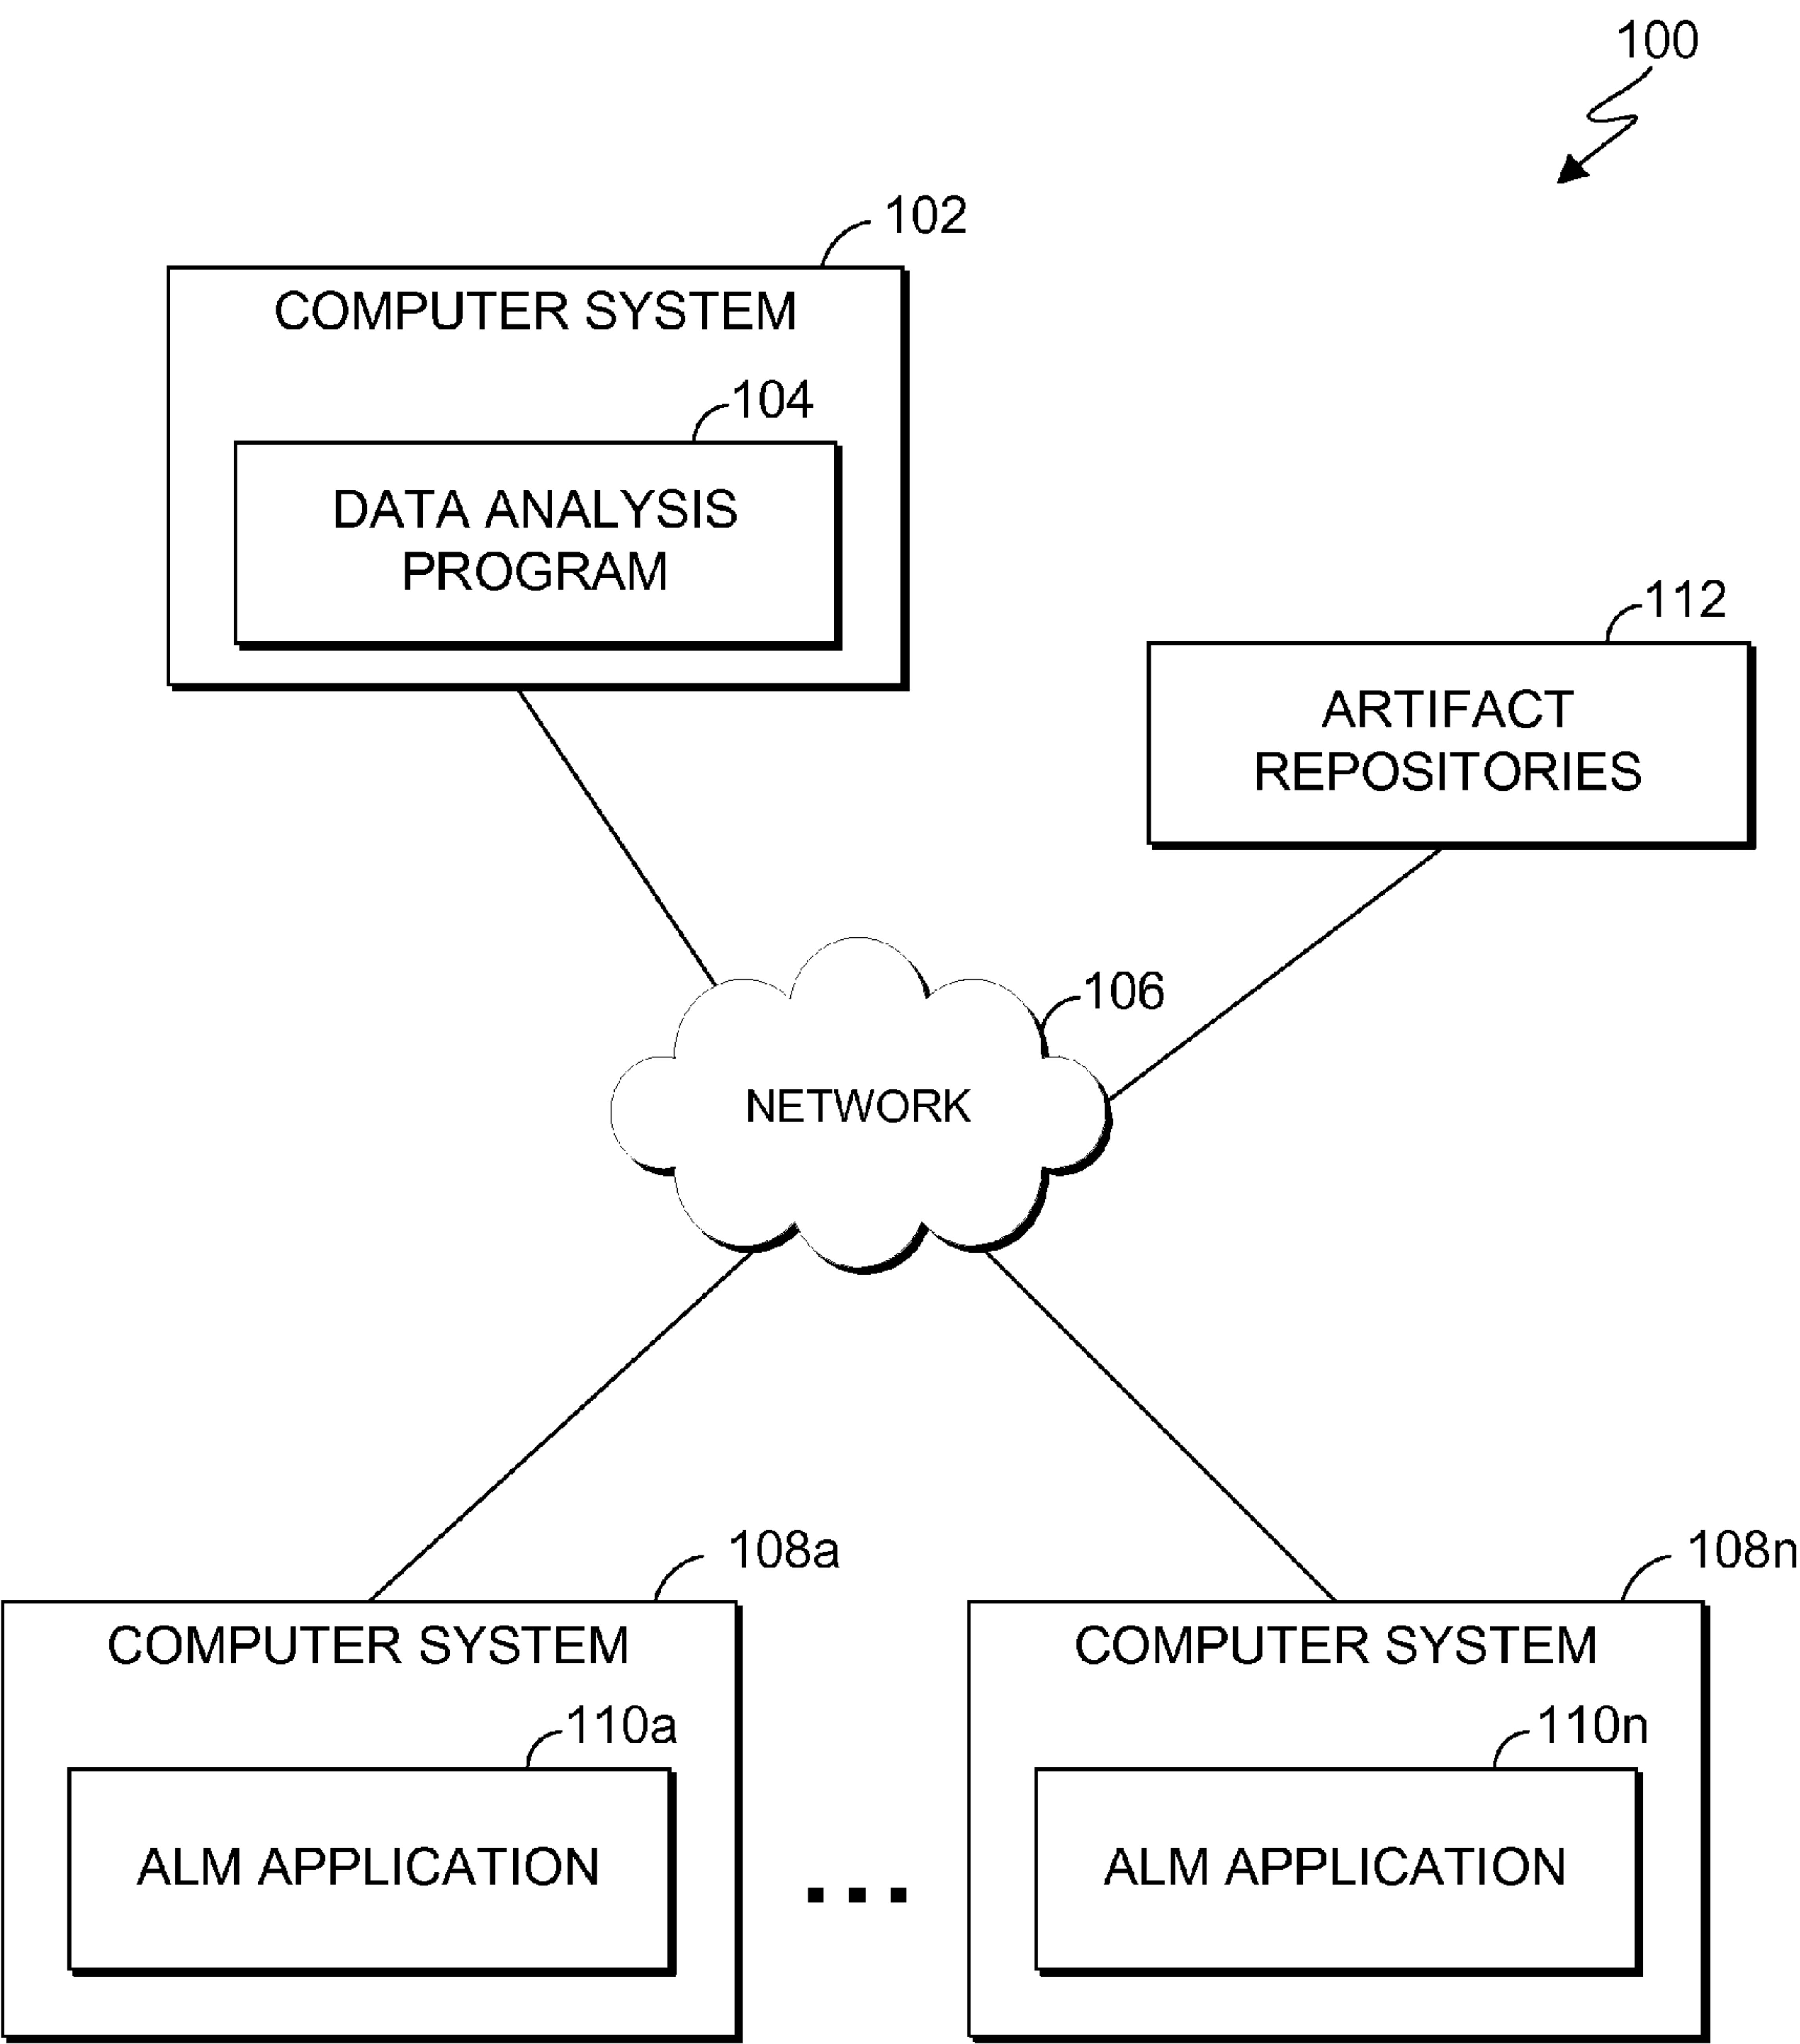 100
102
COMPUTER SYSTEM
104
DATA ANALYSIS
PROGRAM
112
ARTIFACT
REPOSITORIES
106
NETWORK
108a
COMPUTER SYSTEM
110a
ALM APPLICATION
...
108n
COMPUTER SYSTEM
110n
ALM APPLICATION